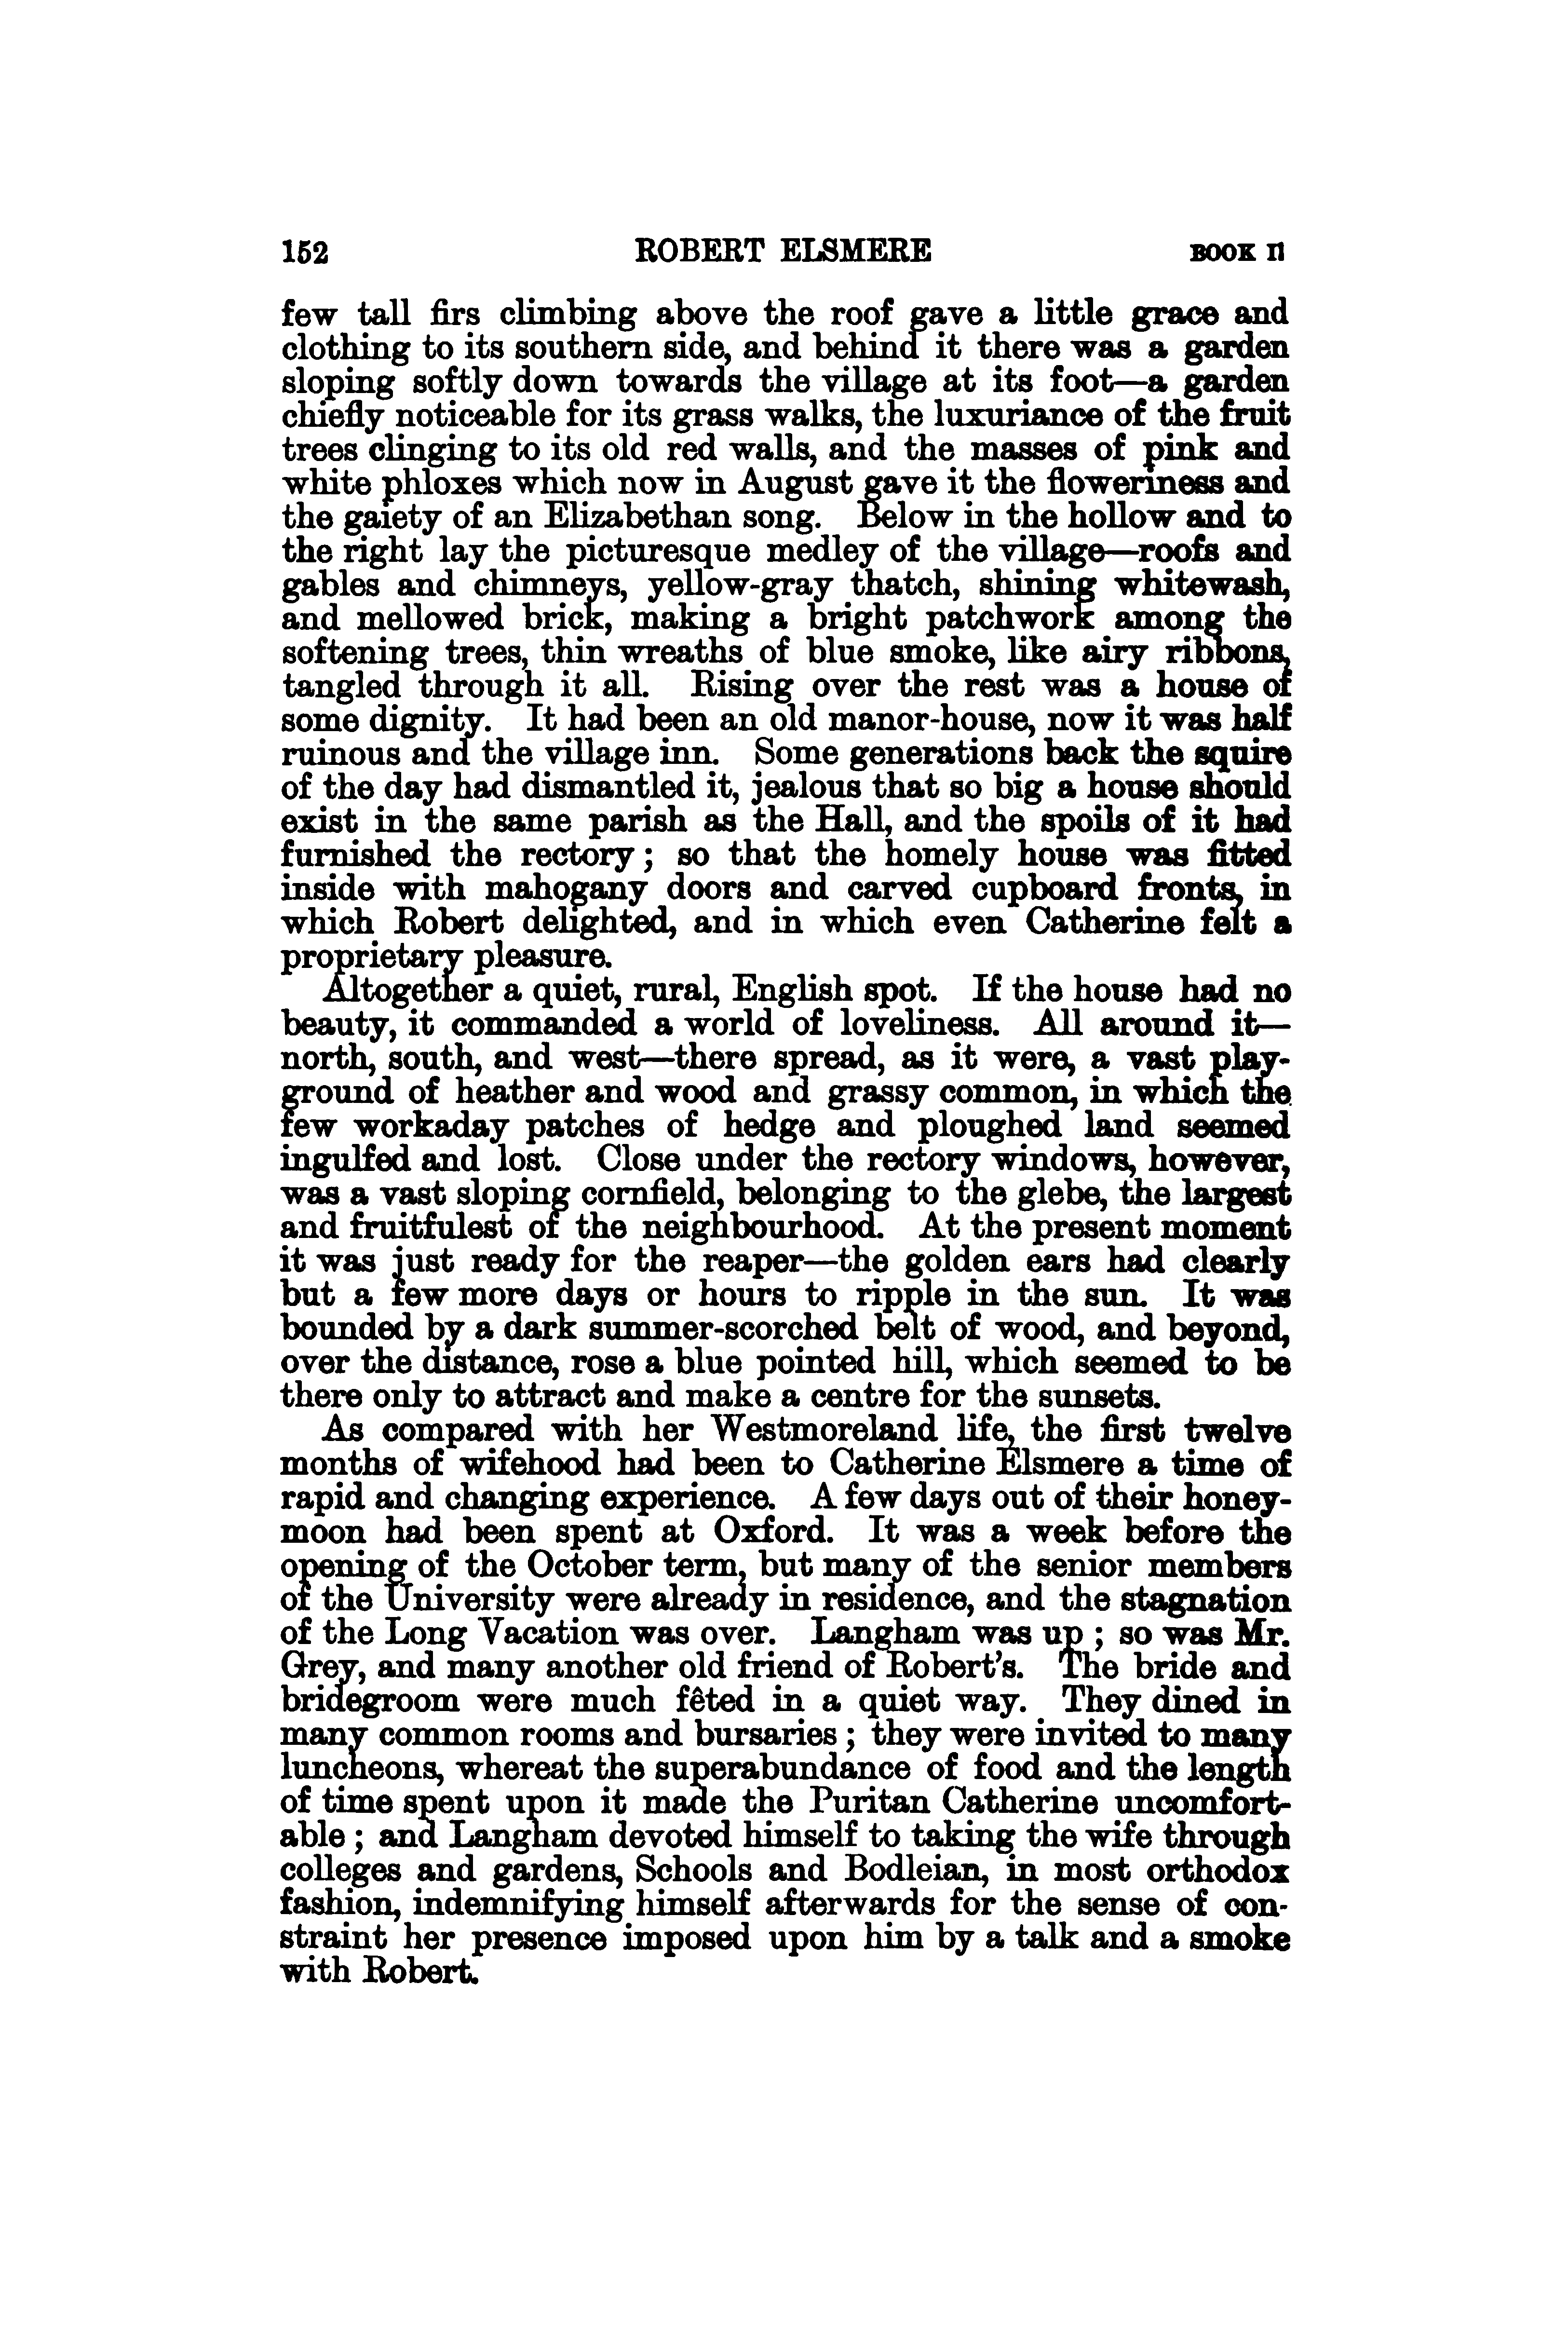 152 ROBERT ELSMERE BOOK II
few tall firs climbing above the roof gave a little grace and
clothing to its southern side, and behind it there was a garden
sloping softly down towards the village at its foot—a garden
chiefly noticeable for its grass walks, the luxuriance of the fruit
trees clinging to its old red walls, and the masses of pink and
white phloxes which now in August gave it the floweriness and
the gaiety of an Elizabethan song. Below in the hollow and to
the right lay the picturesque medley of the village—roofs and
gables and chimneys, yellow-gray thatch, shining whitewash,
and mellowed brick, making a bright patchwork among the
softening trees, thin wreaths of blue smoke, like airy ribbons,
tangled through it all. Rising over the rest was a house of
some dignity. It had been an old manor-house, now it was half
ruinous and the village inn. Some generations back the squire
of the day had dismantled it, jealous that so big a house should
exist in the same parish as the Hall, and the spoils of it had
furnished the rectory; so that the homely house was fitted
inside with mahogany doors and carved cupboard fronts, in
which Robert delighted, and in which even Catherine felt a
proprietary pleasure.
Altogether a quiet, rural, English spot. If the house had no
beauty, it commanded a world of loveliness. All around it—
north, south, and west—there spread, as it were, a vast play-
ground of heather and wood and grassy common, in which the
few workaday patches of hedge and ploughed land seemed
ingulfed and lost. Close under the rectory windows, however,
was a vast sloping cornfield, belonging to the glebe, the largest
and fruitfulest of the neighbourhood. At the present moment
it was just ready for the reaper—the golden ears had clearly
but a few more days or hours to ripple in the sun. It was
bounded by a dark summer-scorched belt of wood, and beyond,
over the distance, rose a blue pointed hill, which seemed to be
there only to attract and make a centre for the sunsets.
As compared with her Westmoreland life, the first twelve
months of wifehood had been to Catherine Elsmere a time of
rapid and changing experience. A few days out of their honey-
moon had been spent at Oxford. It was a week before the
opening of the October term, but many of the senior members
of the University were already in residence, and the stagnation
of the Long Vacation was over. Langham was up; so was Mr.
Grey, and many another old friend of Robert's. The bride and
bridegroom were much fêted in a quiet way. They dined in
many common rooms and bursaries; they were invited to many
luncheons, whereat the superabundance of food and the length
of time spent upon it made the Puritan Catherine uncomfort-
able; and Langham devoted himself to taking the wife through
colleges and gardens, Schools and Bodleian, in most orthodox
fashion, indemnifying himself afterwards for the sense of con-
straint her presence imposed upon him by a talk and a smoke
with Robert.